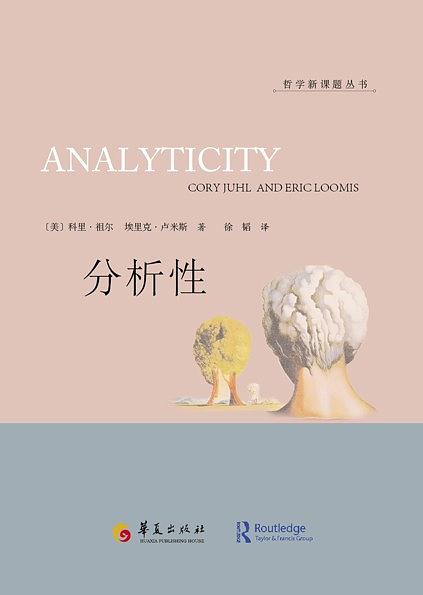 哲学新课题丛书
ANALYTICITY
CORY JUHL AND ERIC LOOMIS
〔美〕科里·祖尔 埃里克·卢米斯 著 徐韬 译
分析性
华夏出版社
HUAXIA PUBLISHING HOUSE
R
Routledge
Taylor & Francis Group